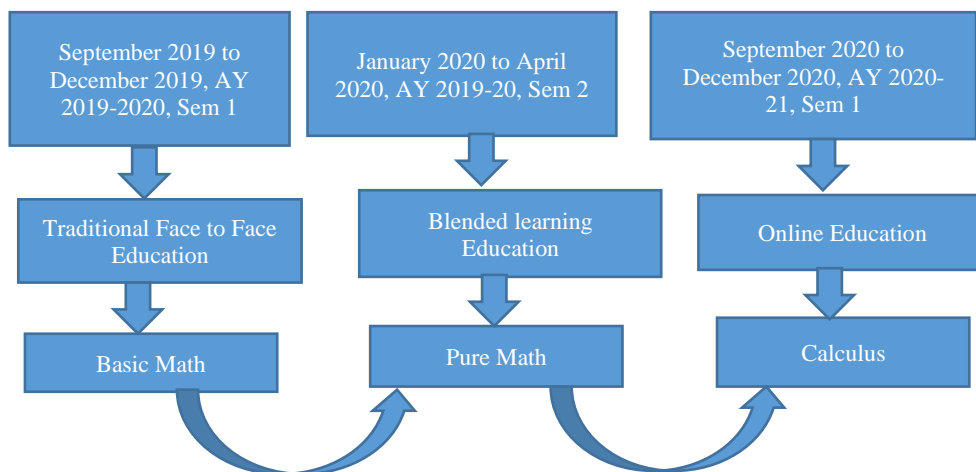 September 2019 to
December 2019, AY
2019-2020, Sem 1
January 2020 to April
2020, AY 2019-20, Sem 2
September 2020 to
December 2020, AY 2020-
21, Sem 1
Traditional Face to Face
Education
Blended learning
Education
Online Education
Basic Math
Pure Math
Calculus